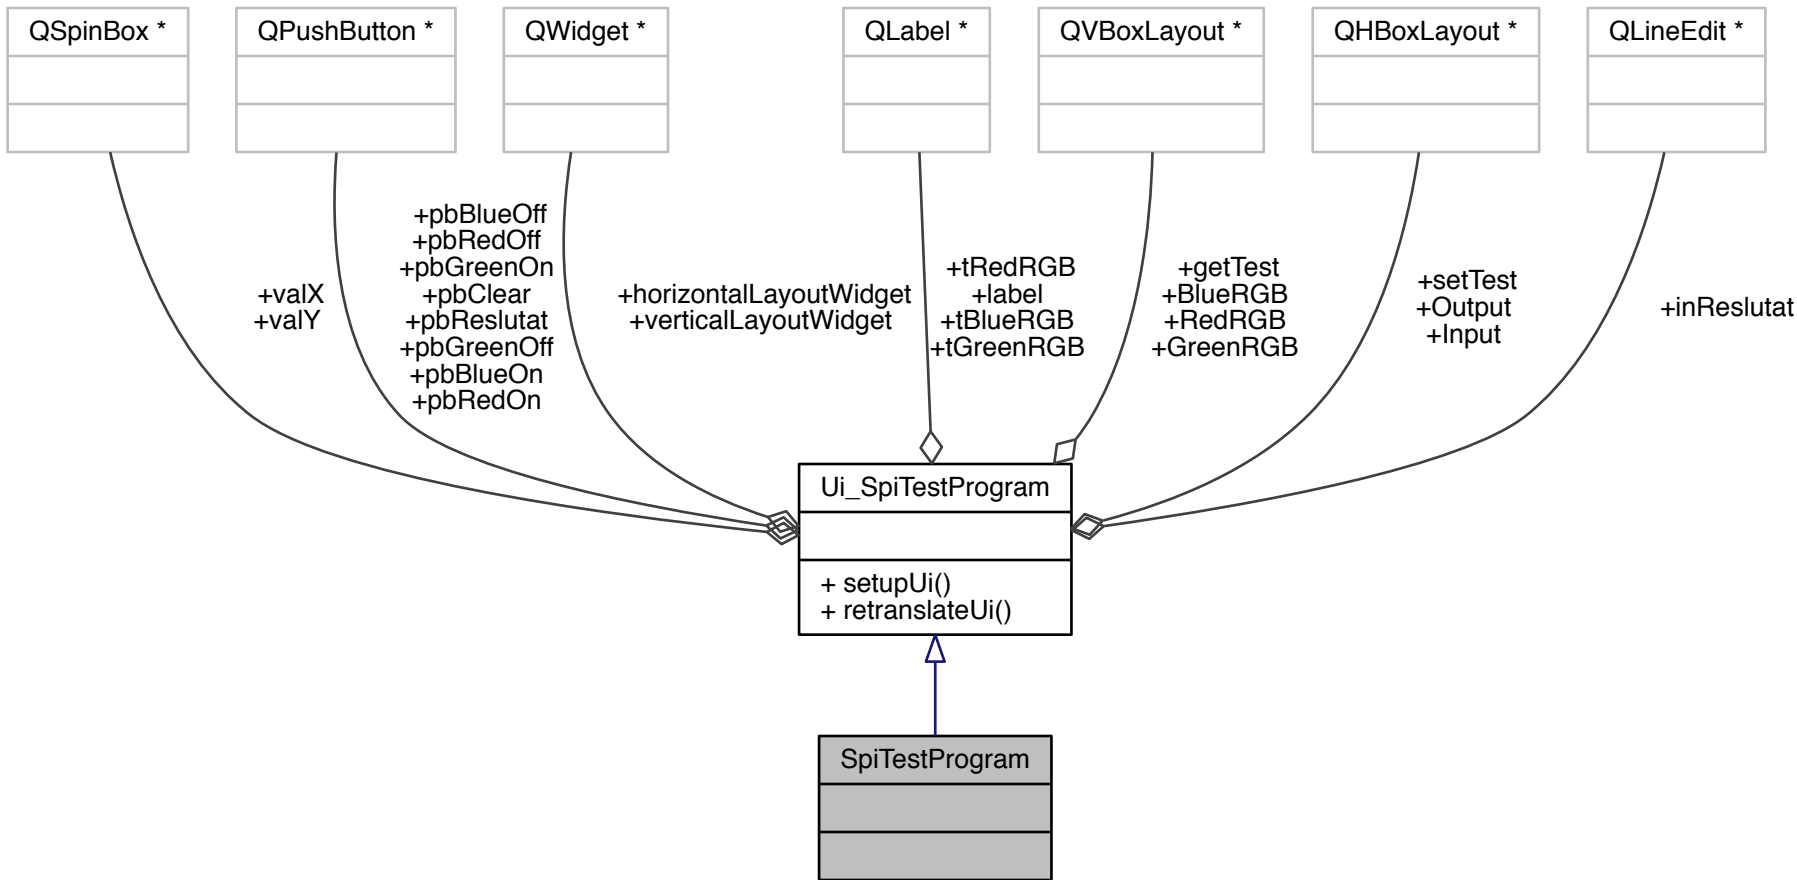 QSpinBox *
QPushButton *
QWidget *
QLabel *
QVBoxLayout *
QHBoxLayout *
QLineEdit *
+valX
+valY
+pbBlueOff
+pbRedOff
+pbGreenOn
+pbClear
+pbReslutat
+pbGreenOff
+pbBlueOn
+pbRedOn
+horizontalLayoutWidget
+verticalLayoutWidget
+tRedRGB
+label
+tBlueRGB
+tGreenRGB
+getTest
+BlueRGB
+RedRGB
+GreenRGB
+setTest
+Output
+Input
+inReslutat
Ui_SpiTestProgram
+ setupUi()
+ retranslateUi()
SpiTestProgram